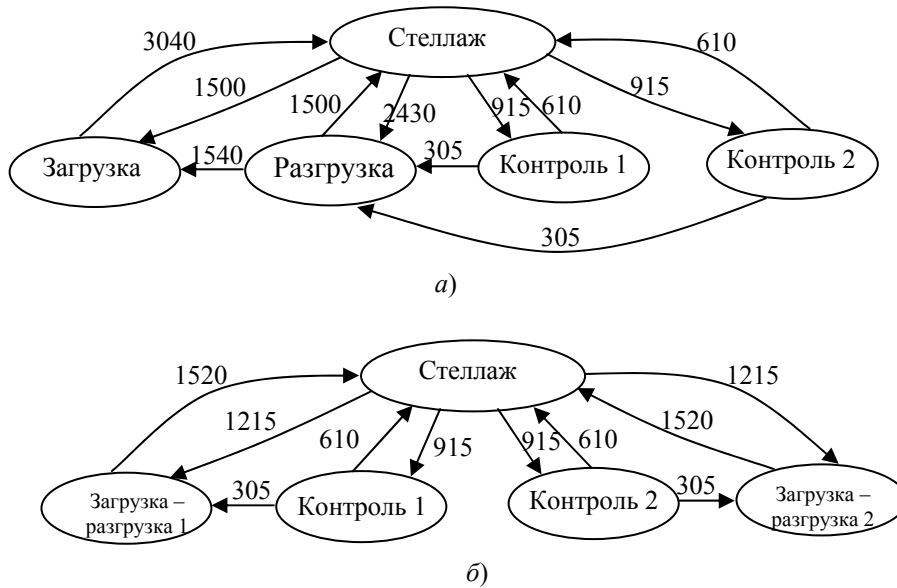 Стеллаж
3040
610
1500
1500
2430
915
610
915
Загрузка
1540
Разгрузка
305
Контроль 1
Контроль 2
305
а)
Стеллаж
1520
1215
1215
610
915
915
610
1520
Загрузка –
разгрузка 1
305
Контроль 1
Контроль 2
305
Загрузка –
разгрузка 2
б)